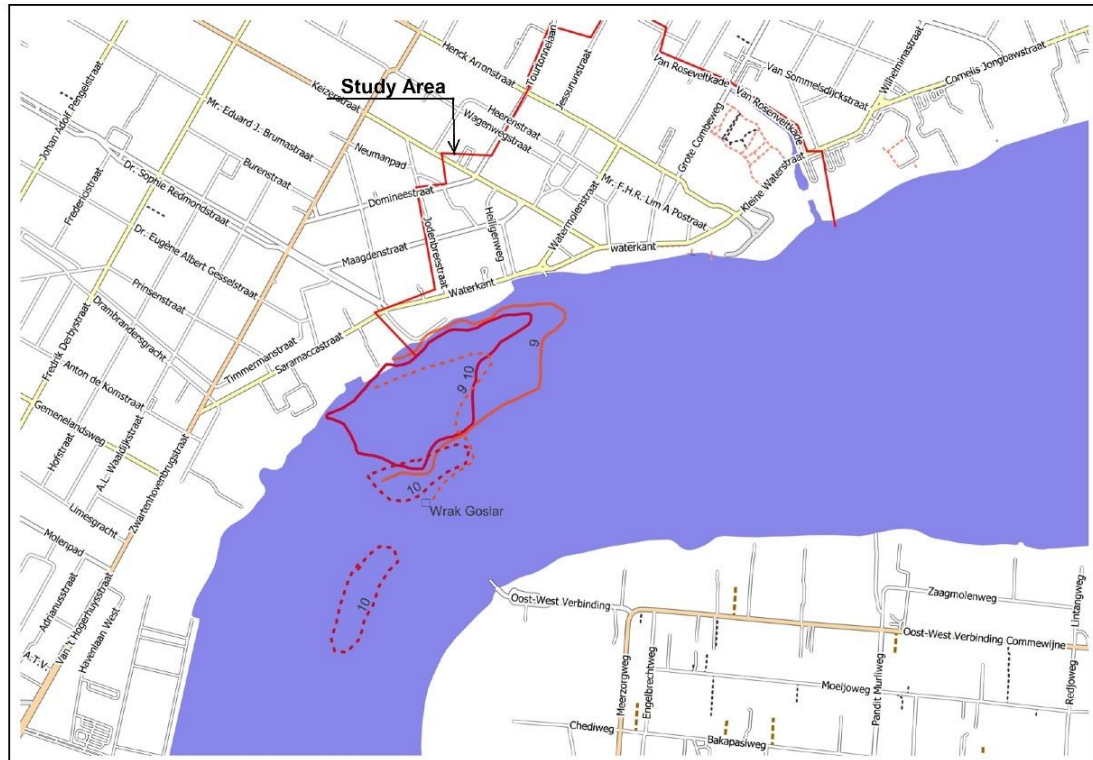 Study Area
Johan Adolf Pengelstraat
Keizerstraat
Henck Arronstraat
Tourtonnelaan
Jessurunstraat
Van Roseveltkade
Van Rosenveltkade
Van Sommelsdijckstraat
Wilhelminastraat
Cornelis Jongbawstraat
Mr. Eduard J. Brumastraat
Neumanpad
Heerenstraat
Wagenwegstraat
Grote Combeweg
Kleine Waterstraat
Fredericistraat
Burenstraat
Dr. Sophie Redmondstraat
Domineestraat
Jodenbreestraat
Heiligenweg
Watermolenstraat
Mr. F.H.R. Lim A Postraat
Dr. Eugène Albert Gesselstraat
Maagdenstraat
waterkant
Waterkant
Prinsenstraat
Drambrandersgracht
Fredrik Derbystraat
Timmermanstraat
Saramaccastraat
Anton de Komstraat
Gemenelandsweg
Hofstraat
A.L. Waaldijkstraat
Zwartenhovenbrugstraat
Limesgracht
Molenpad
Adrianusstraat
Van 't Hogerhuysstraat
Havenlaan West
A.T.V.
9
9
10
10
Wrak Goslar
10
Oost-West Verbinding
Zaagmolenweg
Lintangweg
Oost-West Verbinding Commewijne
Meerzorgweg
Engelbrechtweg
Moeljoweg
Pandit Murliweg
Redjoweg
Chediweg
Bakapasiweg